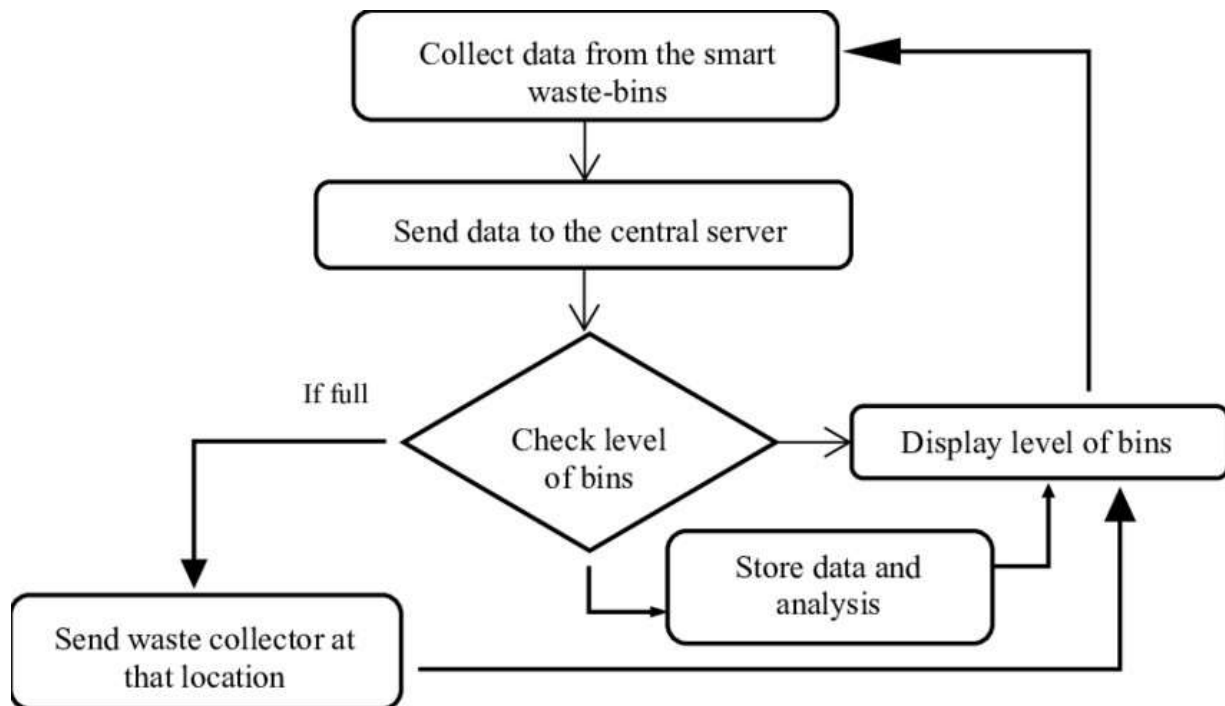 Collect data from the smart
waste-bins
Send data to the central server
If full
Check level
of bins
Display level of bins
Store data and
analysis
Send waste collector at
that location